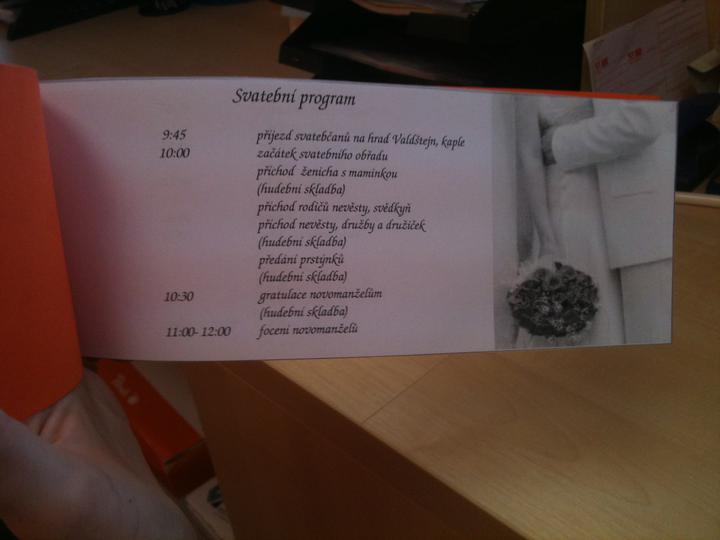 Svatební program
9:45 příjezd svatebčanů na hrad Valdštejn, kaple
10:00 začátek svatebního obřadu
příchod ženicha s maminkou
(hudební skladba)
příchod rodičů nevěsty, svědkyň
příchod nevěsty, družby a družiček
(hudební skladba)
předání prstýnků
(hudební skladba)
10:30 gratulace novomanželům
(hudební skladba)
11:00- 12:00 focení novomanželů